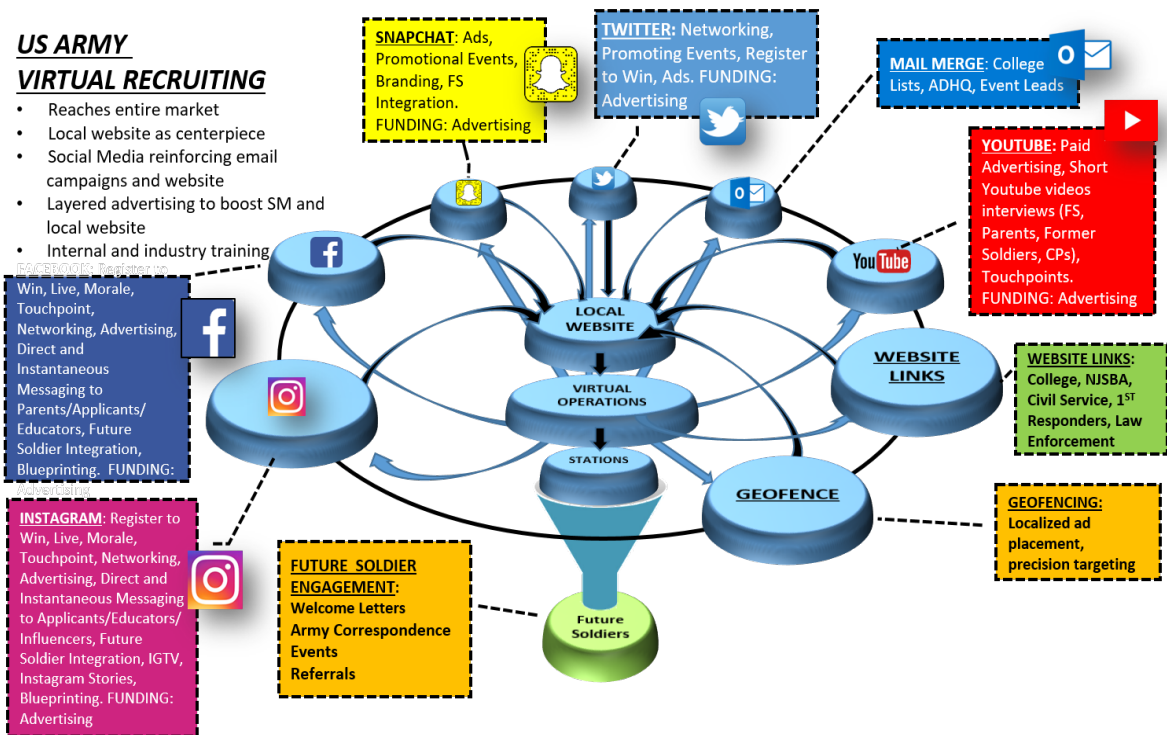 US ARMY
VIRTUAL RECRUITING
• Reaches entire market
• Local website as centerpiece
• Social Media reinforcing email
campaigns and website
• Layered advertising to boost SM and
local website
• Internal and industry training
SNAPCHAT: Ads,
Promotional Events,
Branding, FS
Integration.
FUNDING: Advertising
TWITTER: Networking,
Promoting Events, Register
to Win, Ads. FUNDING:
Advertising
MAIL MERGE: College
Lists, ADHQ, Event Leads
YOUTUBE: Paid
Advertising, Short
Youtube videos
interviews (FS,
Parents, Former
Soldiers, CPs),
Touchpoints.
FUNDING: Advertising
FACEBOOK: Register to
Win, Live, Morale,
Touchpoint,
Networking, Advertising,
Direct and
Instantaneous
Messaging to
Parents/Applicants/
Educators, Future
Soldier Integration,
Blueprinting. FUNDING:
Advertising
INSTAGRAM: Register to
Win, Live, Morale,
Touchpoint, Networking,
Advertising, Direct and
Instantaneous Messaging
to Applicants/Educators/
Influencers, Future
Soldier Integration, IGTV,
Instagram Stories,
Blueprinting. FUNDING:
Advertising
FUTURE SOLDIER
ENGAGEMENT:
Welcome Letters
Army Correspondence
Events
Referrals
WEBSITE LINKS:
College, NJSBA,
Civil Service, 1ST
Responders, Law
Enforcement
GEOFENCING:
Localized ad
placement,
precision targeting
YouTube
LOCAL
WEBSITE
VIRTUAL
OPERATIONS
STATIONS
WEBSITE
LINKS
GEOFENCE
Future
Soldiers